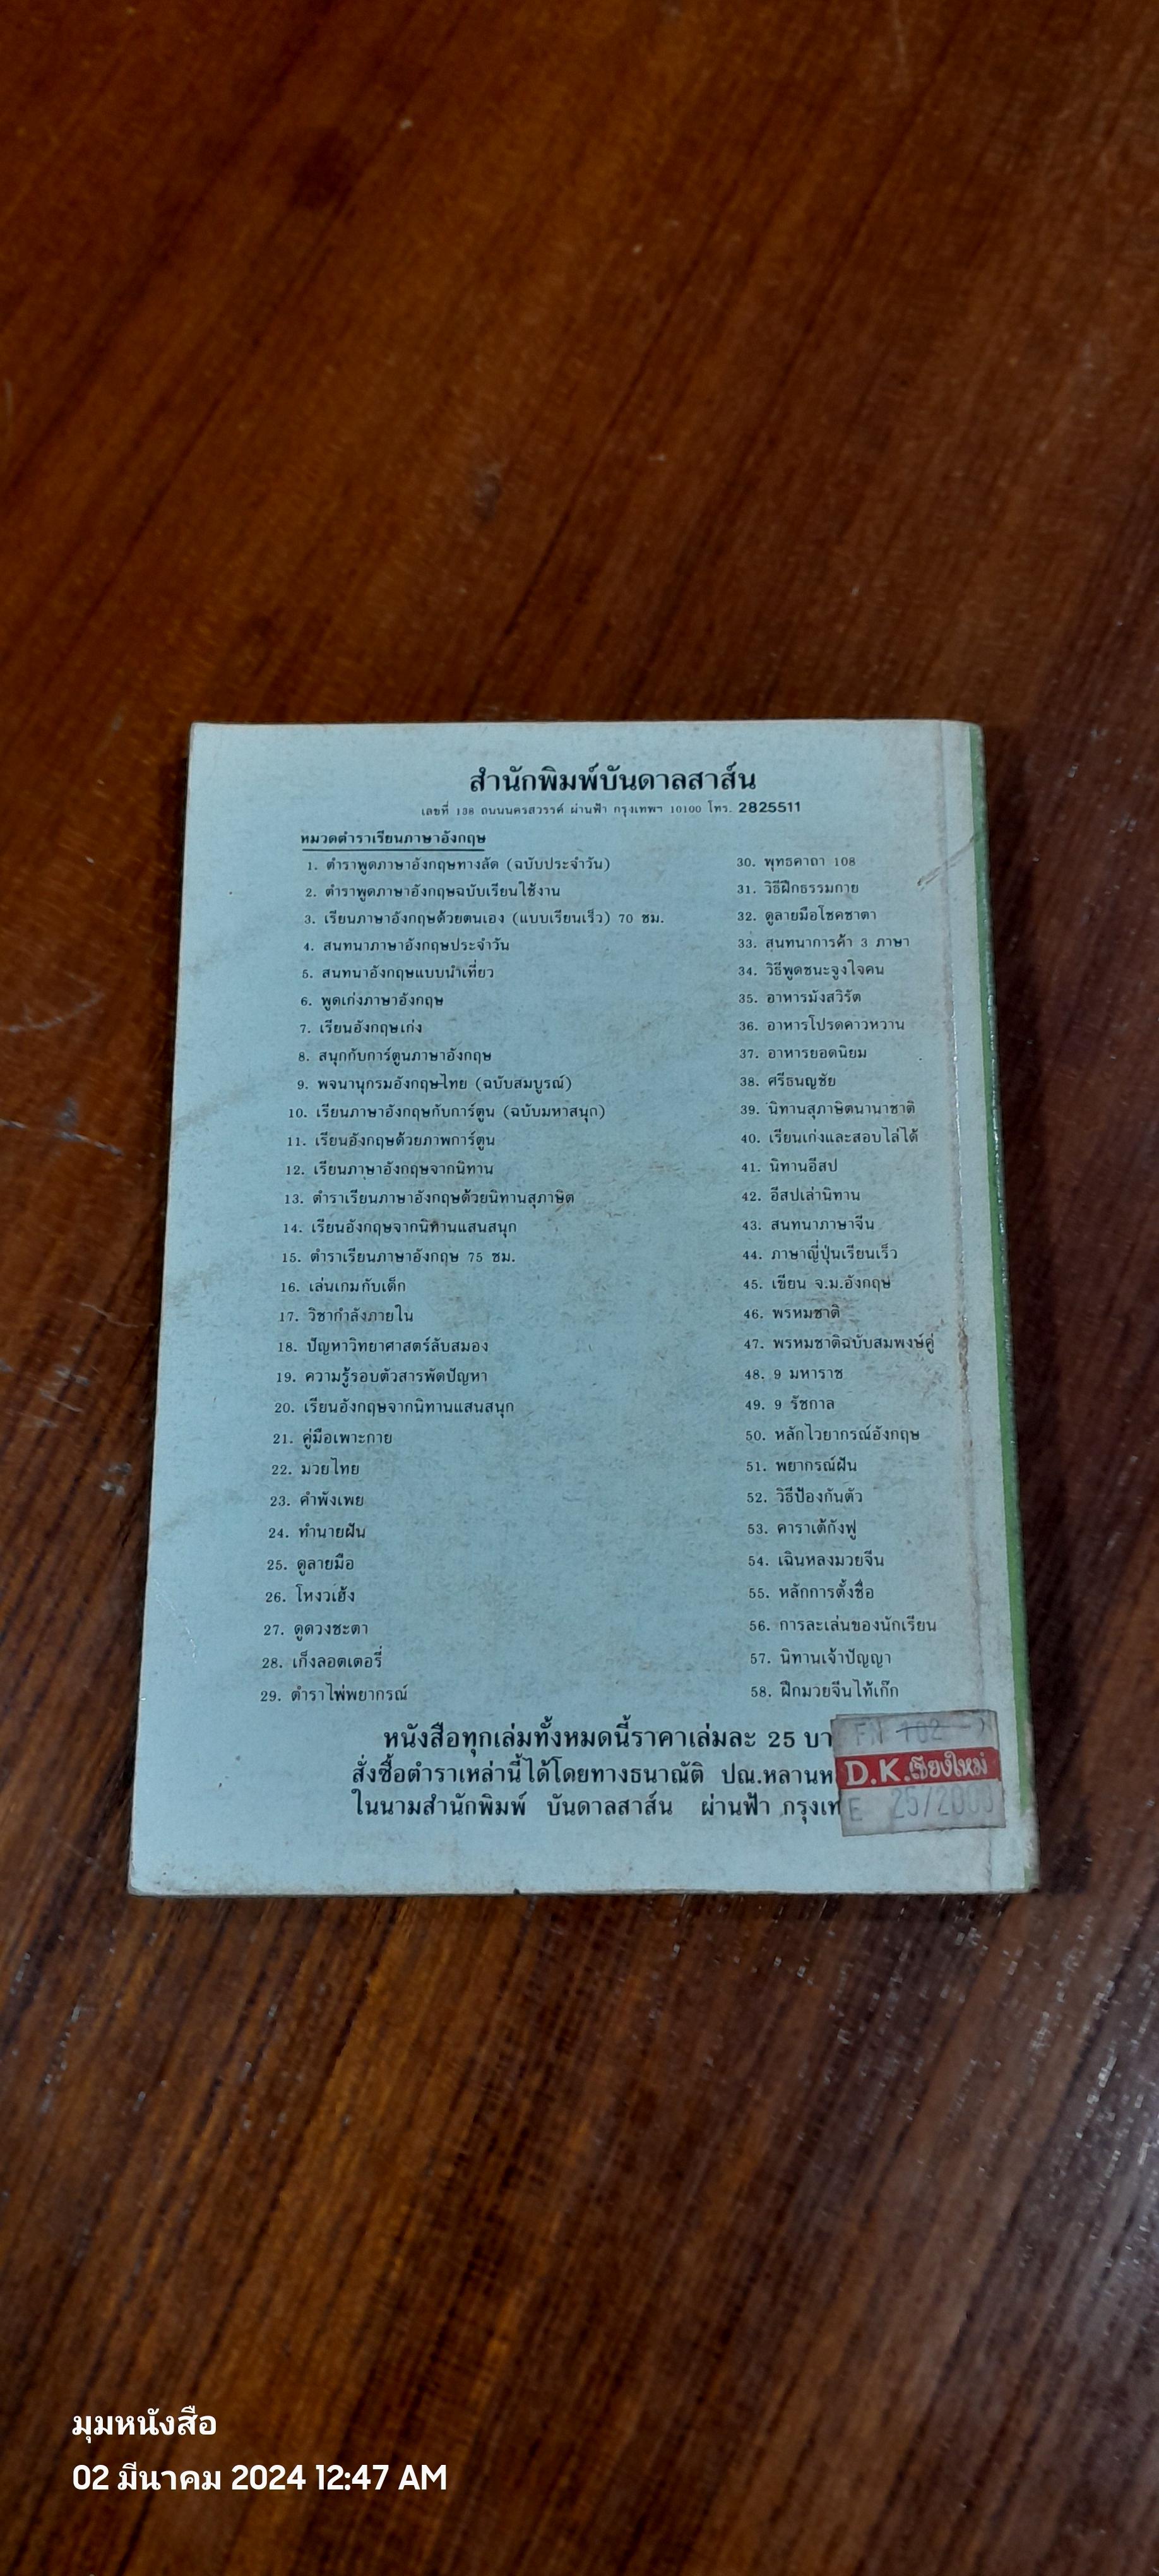 สำนักพิมพ์บันดาลสาส์น
เลขที่ 138 ถนนนครสวรรค์ ผ่านฟ้า กรุงเทพฯ 10100 โทร. 2825511
หมวดตำราเรียนภาษาอังกฤษ
1. ตำราพูดภาษาอังกฤษทางลัด (ฉบับประจำวัน)
2. ตำราพูดภาษาอังกฤษฉบับเรียนใช้งาน
3. เรียนภาษาอังกฤษด้วยตนเอง (แบบเรียนเร็ว) 70 ชม.
4. สนทนาภาษาอังกฤษประจำวัน
5. สนทนาอังกฤษแบบนำเที่ยว
6. พูดเก่งภาษาอังกฤษ
7. เรียนอังกฤษเก่ง
8. สนุกกับการ์ตูนภาษาอังกฤษ
9. พจนานุกรมอังกฤษ-ไทย (ฉบับสมบูรณ์)
10. เรียนภาษาอังกฤษกับการ์ตูน (ฉบับมหาสนุก)
11. เรียนอังกฤษด้วยภาพการ์ตูน
12. เรียนภาษาอังกฤษจากนิทาน
13. ตำราเรียนภาษาอังกฤษด้วยนิทานสุภาษิต
14. เรียนอังกฤษจากนิทานแสนสนุก
15. ตำราเรียนภาษาอังกฤษ 75 ชม.
16. เล่นเกมกับเด็ก
17. วิชากำลังภายใน
18. ปัญหาวิทยาศาสตร์ลับสมอง
19. ความรู้รอบตัวสารพัดปัญหา
20. เรียนอังกฤษจากนิทานแสนสนุก
21. คู่มือเพาะกาย
22. มวยไทย
23. คำพังเพย
24. ทำนายฝัน
25. ดูลายมือ
26. โหงวเฮ้ง
27. ดูดวงชะตา
28. เก็งลอตเตอรี่
29. ตำราไพ่พยากรณ์
30. พุทธคาถา 108
31. วิธีฝึกธรรมกาย
32. ดูลายมือโชคชาตา
33. สนทนาการค้า 3 ภาษา
34. วิธีพูดชนะจูงใจคน
35. อาหารมังสวิรัต
36. อาหารโปรดคาวหวาน
37. อาหารยอดนิยม
38. ศรีธนญชัย
39. นิทานสุภาษิตนานาชาติ
40. เรียนเก่งและสอบไล่ได้
41. นิทานอีสป
42. อีสปเล่านิทาน
43. สนทนาภาษาจีน
44. ภาษาญี่ปุ่นเรียนเร็ว
45. เขียน จ.ม.อังกฤษ
46. พรหมชาติ
47. พรหมชาติฉบับสมพงษ์คู่
48. 9 มหาราช
49. 9 รัชกาล
50. หลักไวยากรณ์อังกฤษ
51. พยากรณ์ฝัน
52. วิธีป้องกันตัว
53. คาราเต้กังฟู
54. เฉินหลงมวยจีน
55. หลักการตั้งชื่อ
56. การละเล่นของนักเรียน
57. นิทานเจ้าปัญญา
58. ฝึกมวยจีนไท้เก๊ก
หนังสือทุกเล่มทั้งหมดนี้ราคาเล่มละ 25 บา
สั่งซื้อตำราเหล่านี้ได้โดยทางธนาณัติ ปณ.หลานห
ในนามสำนักพิมพ์ บันดาลสาส์น ผ่านฟ้า กรุงเท
D.K.เชียงใหม่
มุมหนังสือ
02 มีนาคม 2024 12:47 AM